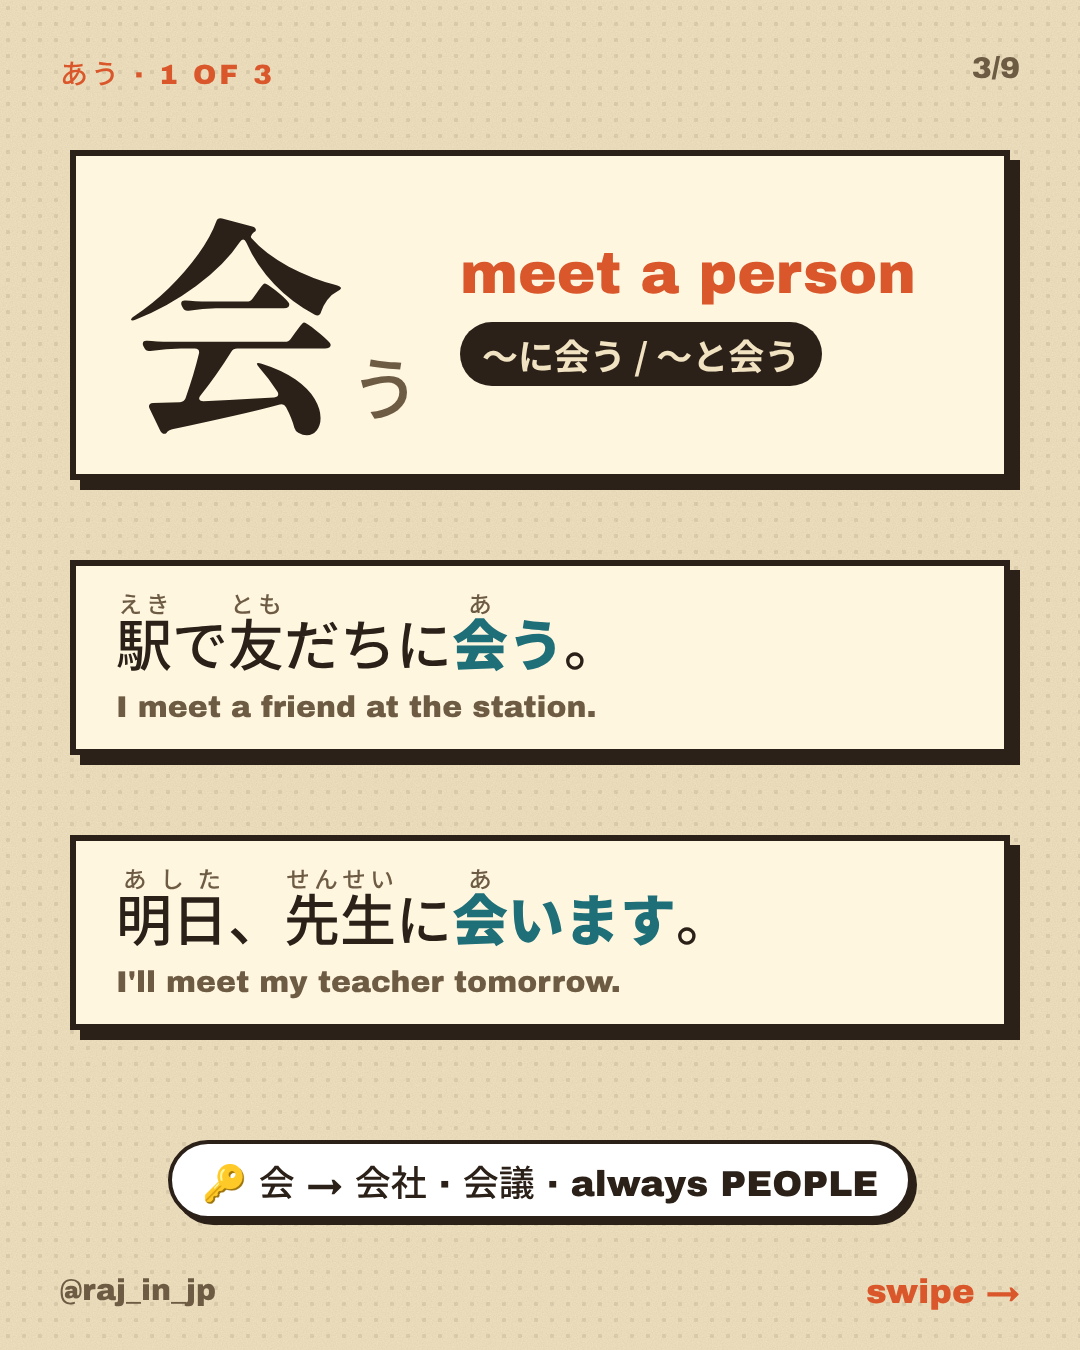 あう · 1 OF 3
3/9
会う
meet a person
〜に会う / 〜と会う
えき とも あ
駅で友だちに会う。
I meet a friend at the station.
あした せんせい あ
明日、先生に会います。
I'll meet my teacher tomorrow.
🔑 会 → 会社・会議 · always PEOPLE
@raj_in_jp
swipe →